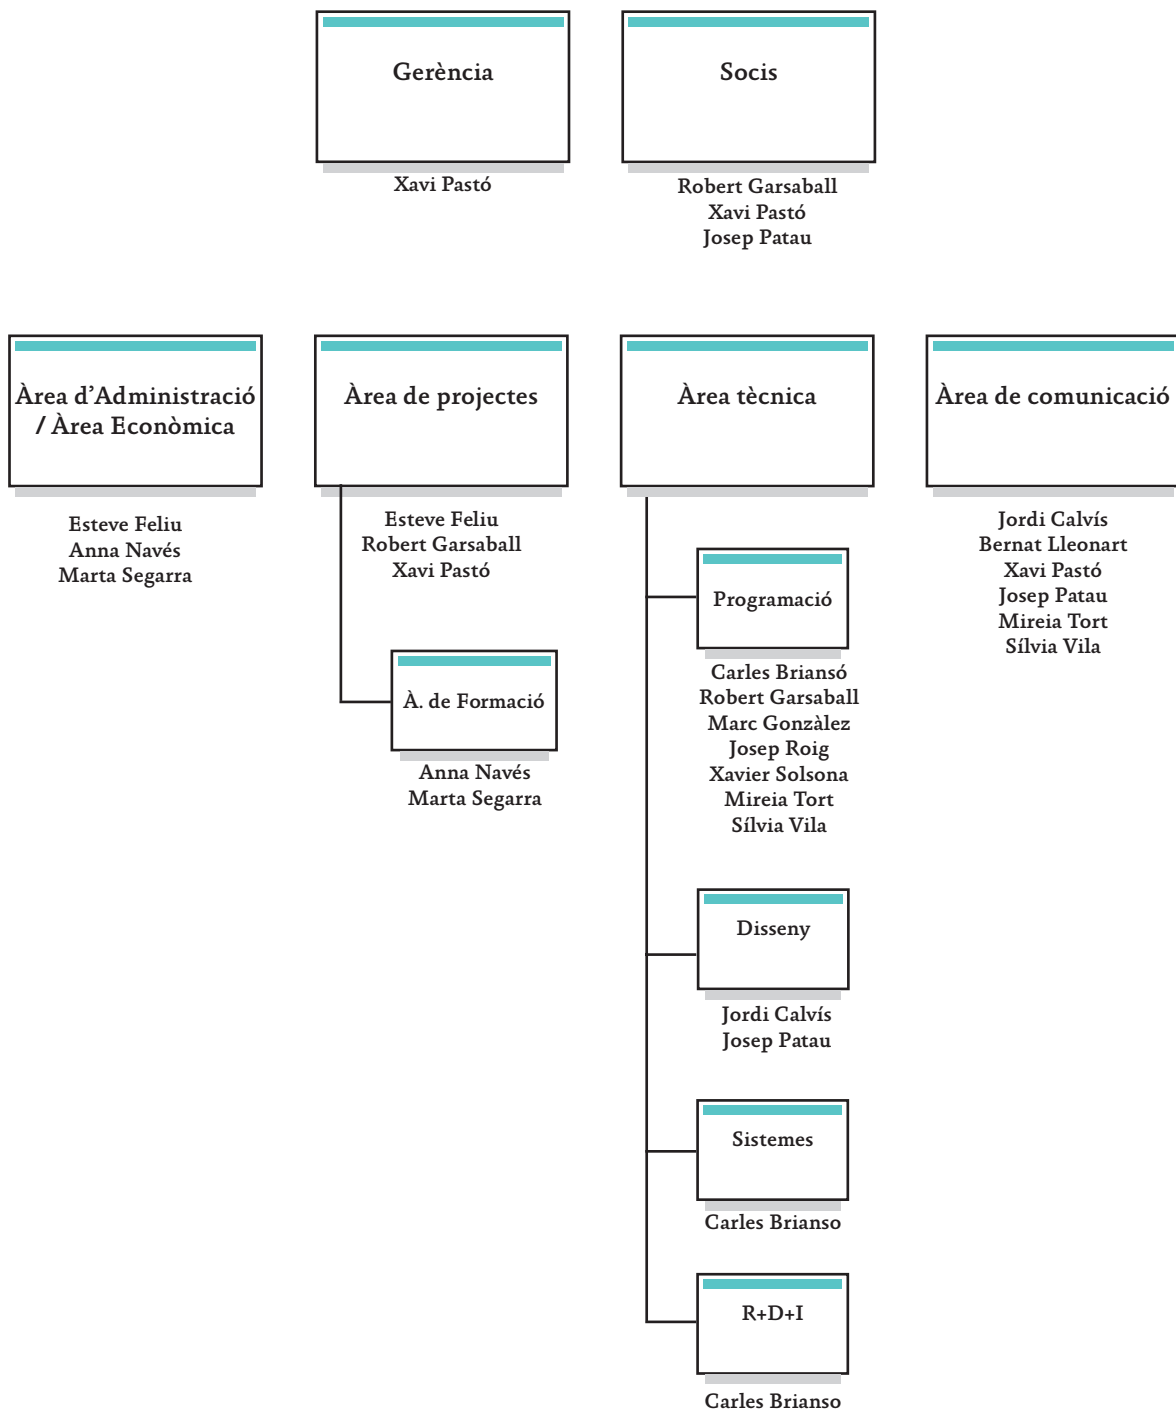 Gerència
Xavi Pastó
Socis
Robert Garsaball
Xavi Pastó
Josep Patau
Àrea d'Administració
/ Àrea Econòmica
Esteve Feliu
Anna Navés
Marta Segarra
Àrea de projectes
Esteve Feliu
Robert Garsaball
Xavi Pastó
À. de Formació
Anna Navés
Marta Segarra
Àrea tècnica
Programació
Carles Briansó
Robert Garsaball
Marc Gonzàlez
Josep Roig
Xavier Solsona
Mireia Tort
Sílvia Vila
Disseny
Jordi Calvís
Josep Patau
Sistemes
Carles Brianso
R+D+I
Carles Brianso
Àrea de comunicació
Jordi Calvís
Bernat Lleonart
Xavi Pastó
Josep Patau
Mireia Tort
Sílvia Vila